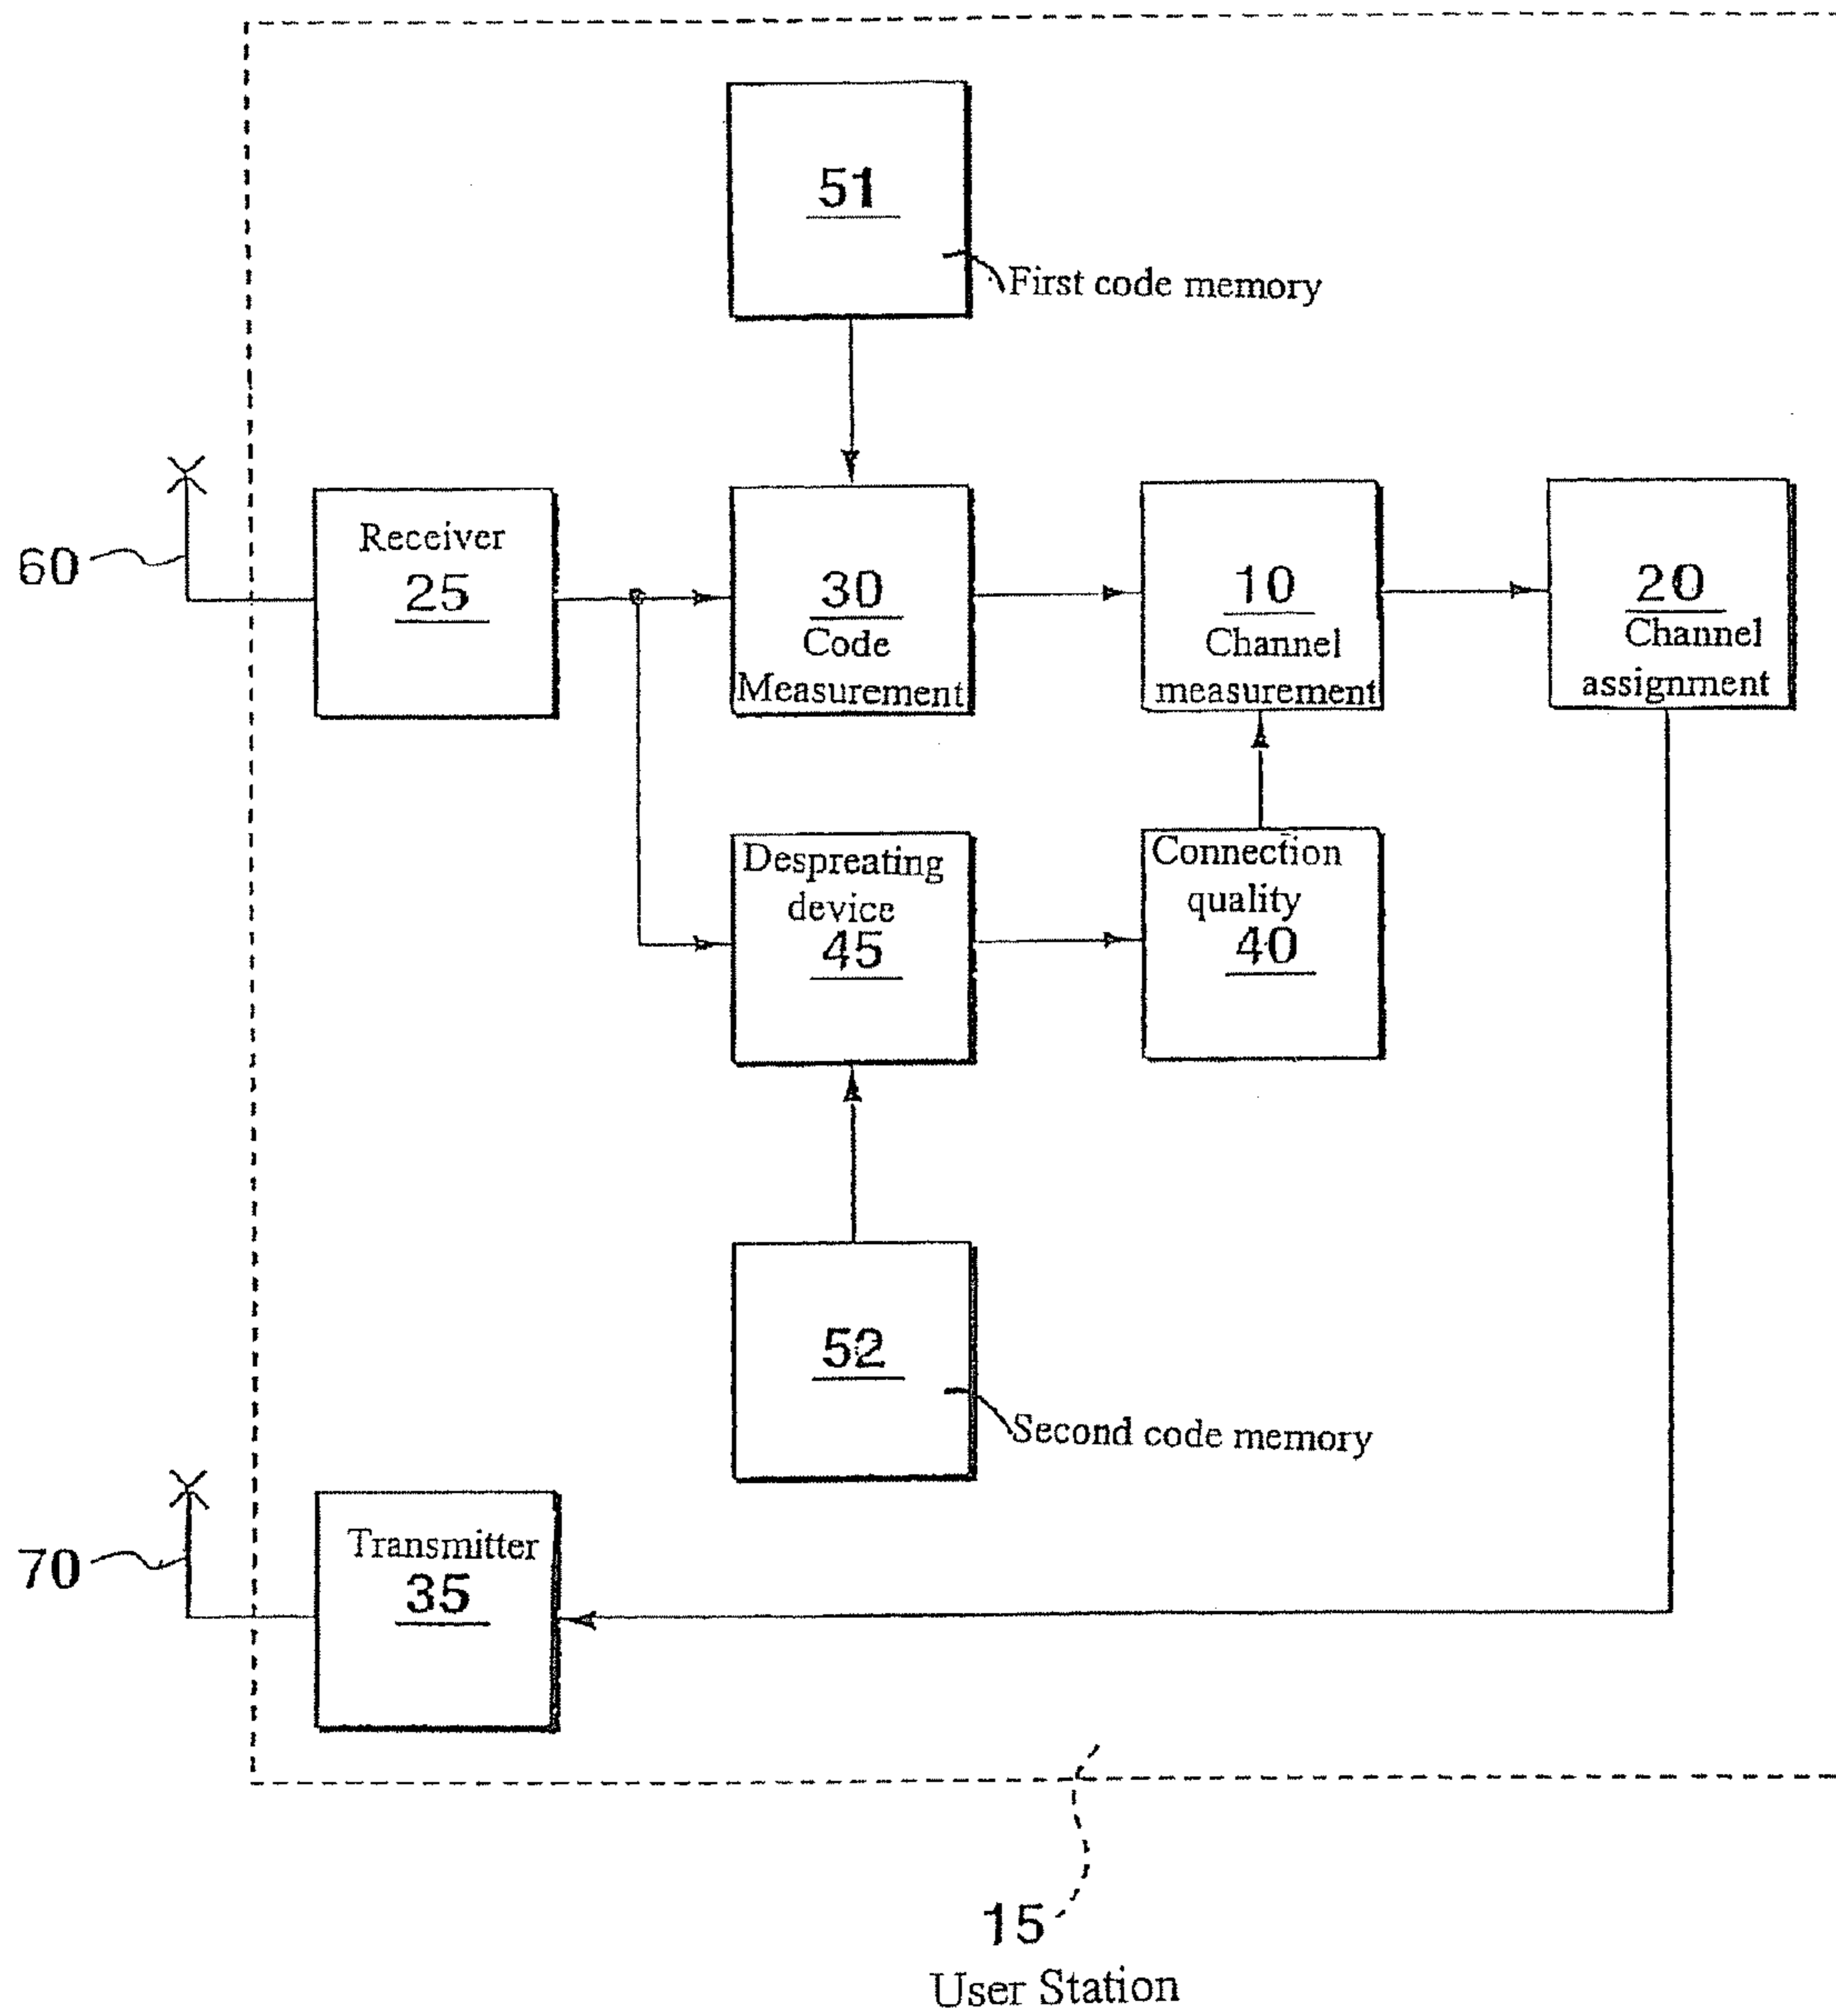 51
First code memory
60
Receiver
25
30
Code
Measurement
10
Channel
measurement
20
Channel
assignment
Despreating
device
45
Connection
quality
40
52
Second code memory
70
Transmitter
35
15
User Station